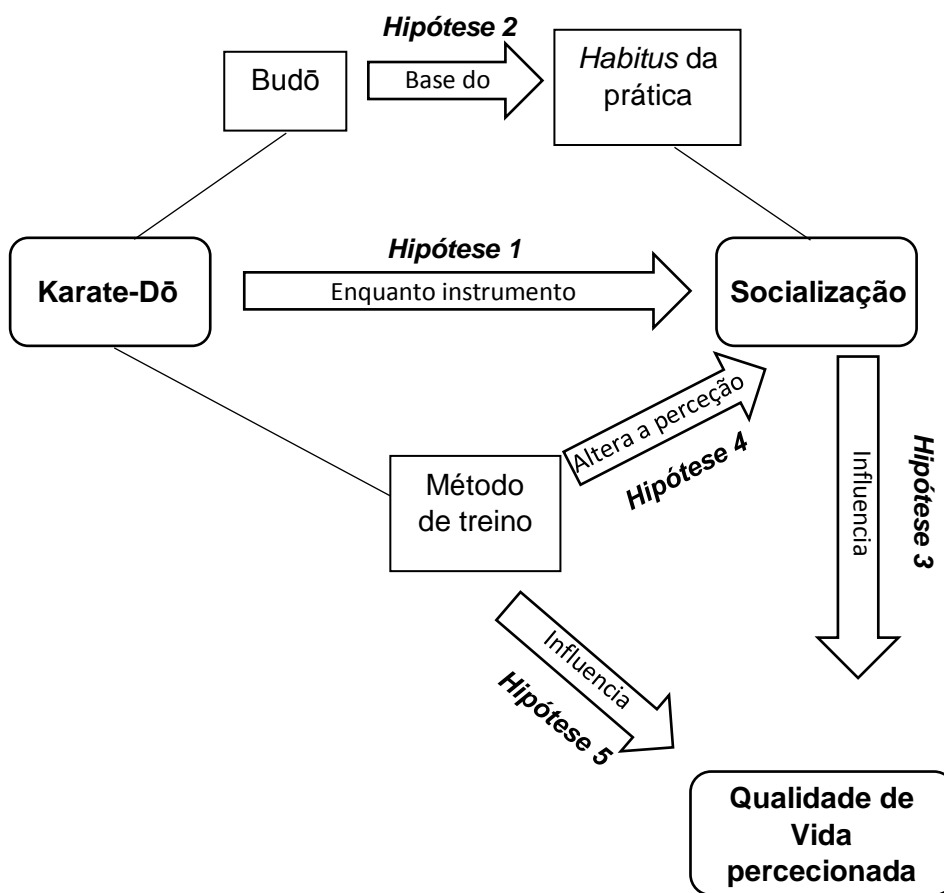 Hipótese 2
Budō
Base do
Habitus da
prática
Hipótese 1
Karate-Dō
Enquanto instrumento
Socialização
Altera a perceção
Hipótese 4
Método
de treino
Influencia
Hipótese 3
Influencia
Hipótese 5
Qualidade de
Vida
percecionada